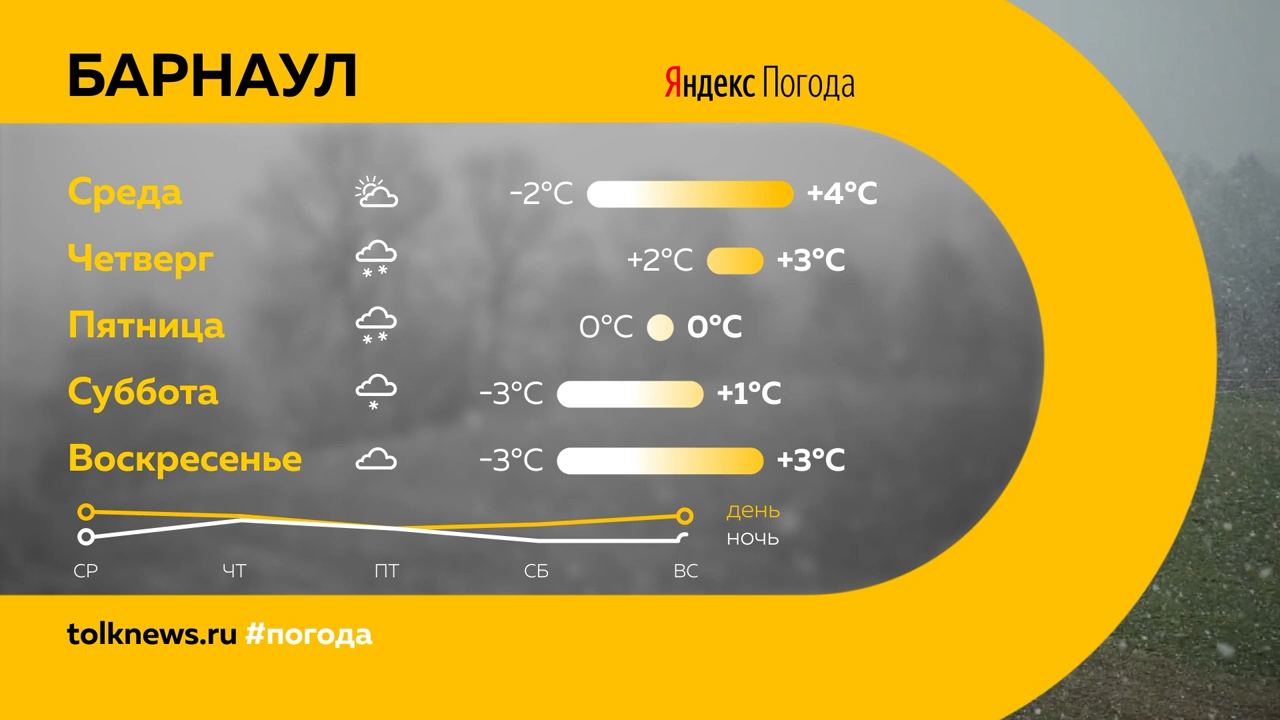 БАРНАУЛ
Яндекс Погода
Среда -2°C +4°C
Четверг +2°C +3°C
Пятница 0°C 0°C
Суббота -3°C +1°C
Воскресенье -3°C +3°C
день
ночь
СР ЧТ ПТ СБ ВС
tolknews.ru #погода